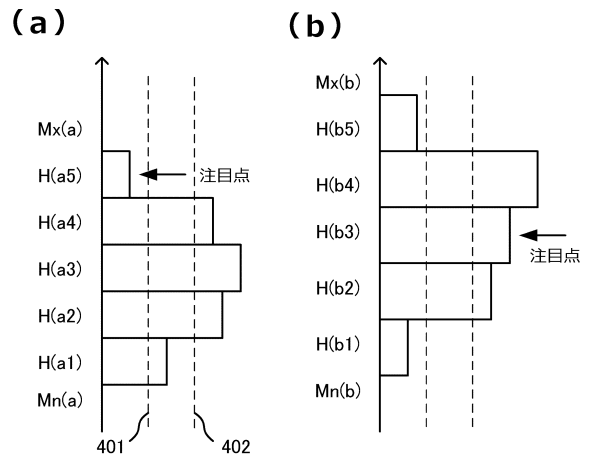 (a)
Mx(a)
H(a5)
注目点
H(a4)
H(a3)
H(a2)
H(a1)
Mn(a)
401
402
(b)
Mx(b)
H(b5)
H(b4)
H(b3)
注目点
H(b2)
H(b1)
Mn(b)